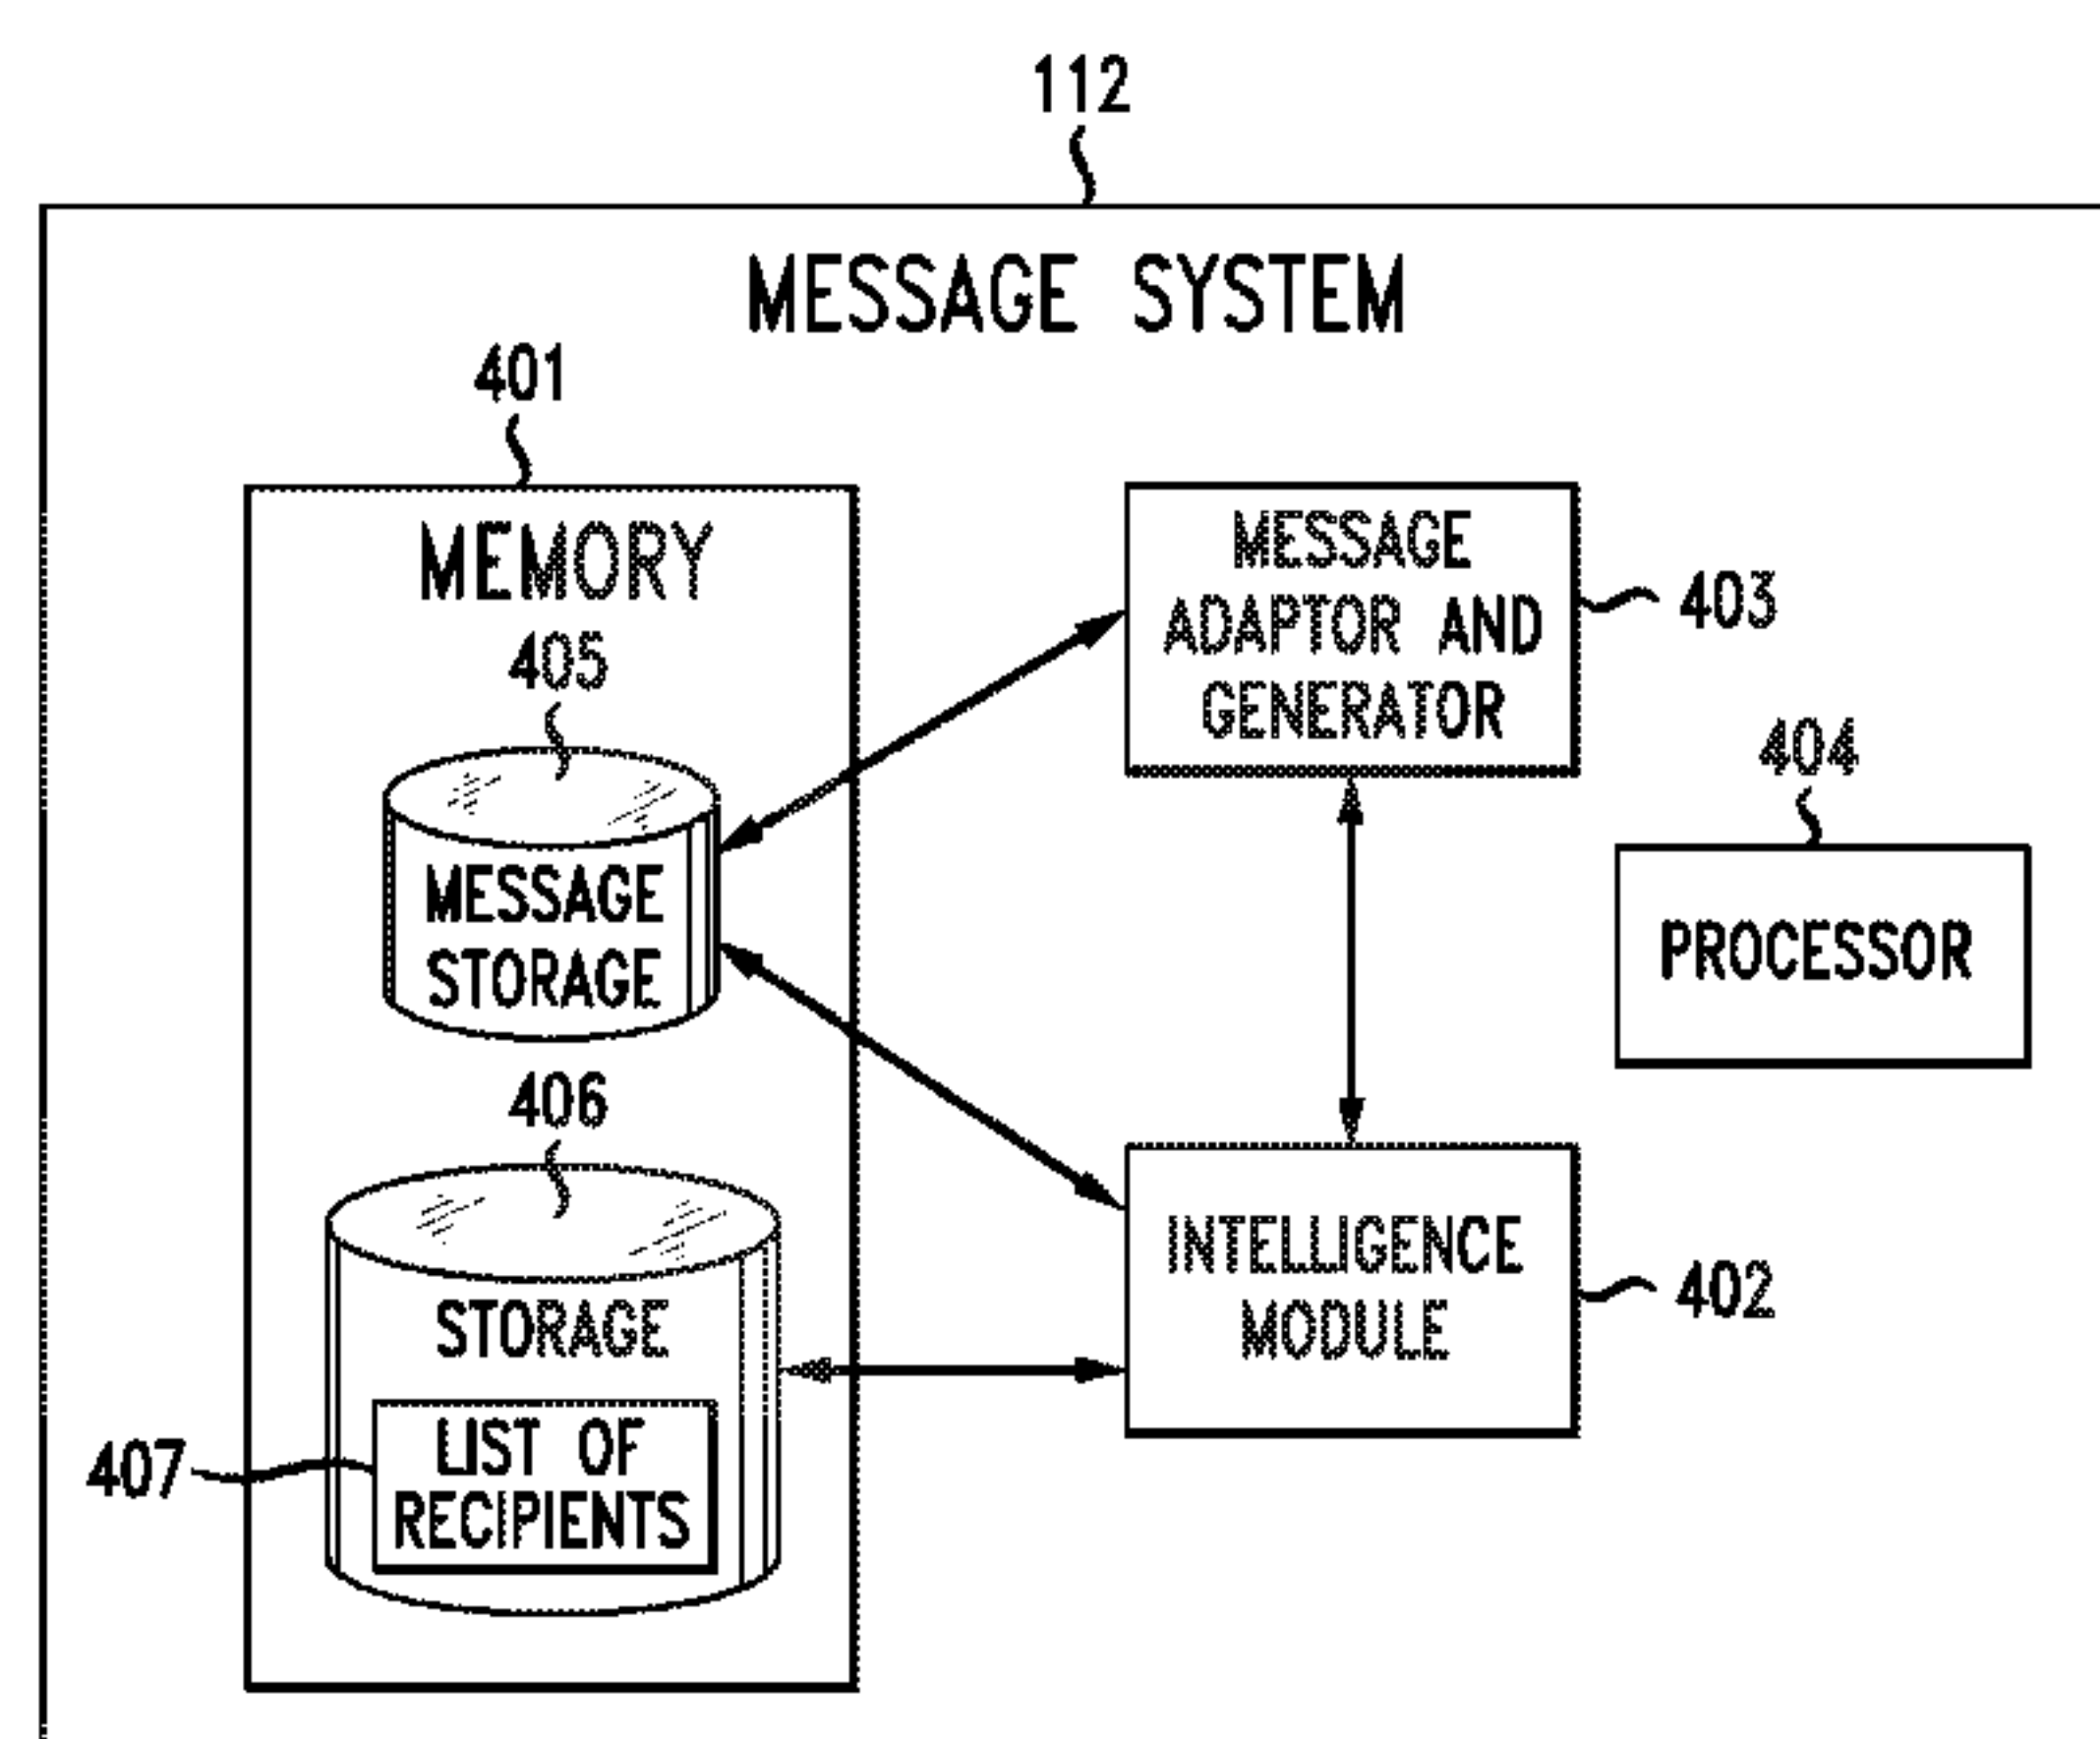 112
MESSAGE SYSTEM
401
MEMORY
405
MESSAGE
STORAGE
406
STORAGE
407
LIST OF
RECIPIENTS
MESSAGE
ADAPTOR AND
GENERATOR
403
404
PROCESSOR
INTELLIGENCE
MODULE
402